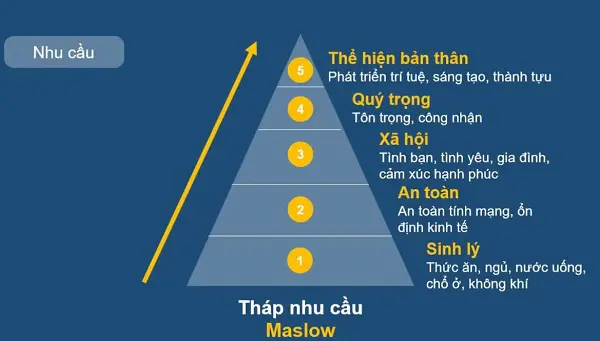 Nhu cầu
5
Thể hiện bản thân
Phát triển trí tuệ, sáng tạo, thành tựu
4
Quý trọng
Tôn trọng, công nhận
3
Xã hội
Tình bạn, tình yêu, gia đình,
cảm xúc hạnh phúc
2
An toàn
An toàn tính mạng, ổn
định kinh tế
1
Sinh lý
Thức ăn, ngủ, nước uống,
chổ ở, không khí
Tháp nhu cầu
Maslow